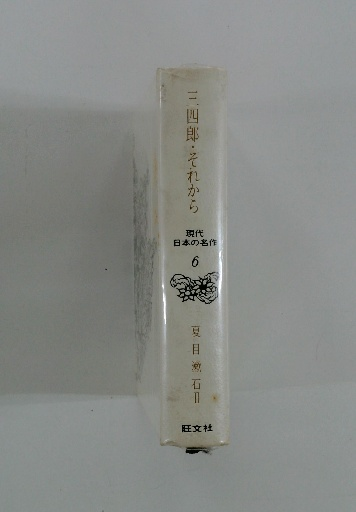 三四郎・それから
現代
日本の名作
6
夏目漱石II
旺文社